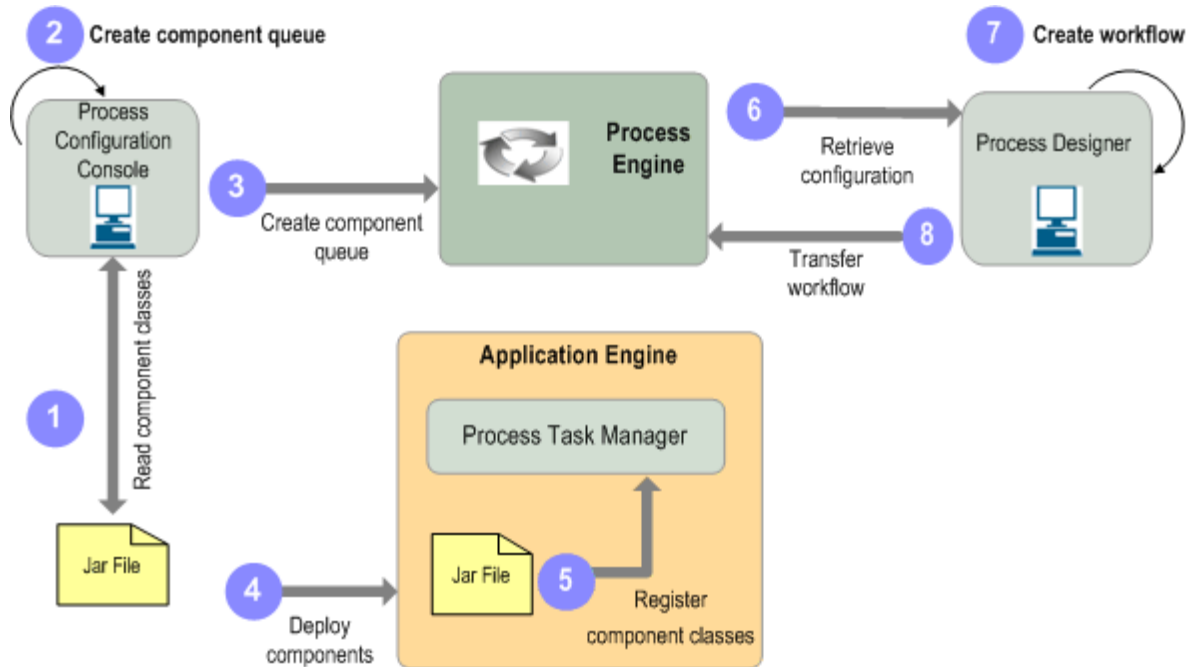 2
Create component queue
Process
Configuration
Console
3
Create component
queue
Process
Engine
6
Retrieve
configuration
7
Create workflow
Process Designer
8
Transfer
workflow
1
Read component classes
Jar File
4
Deploy
components
Application Engine
Process Task Manager
Jar File
5
Register
component classes